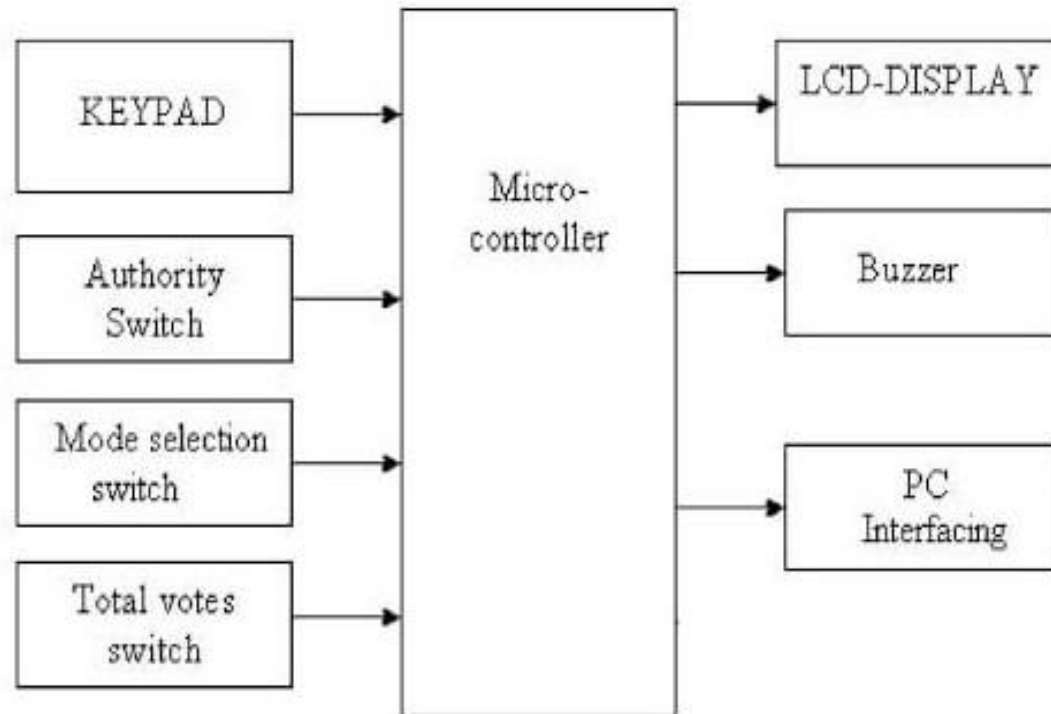 KEYPAD
Authority
Switch
Mode selection
switch
Total votes
switch
Micro-
controller
LCD-DISPLAY
Buzzer
PC
Interfacing